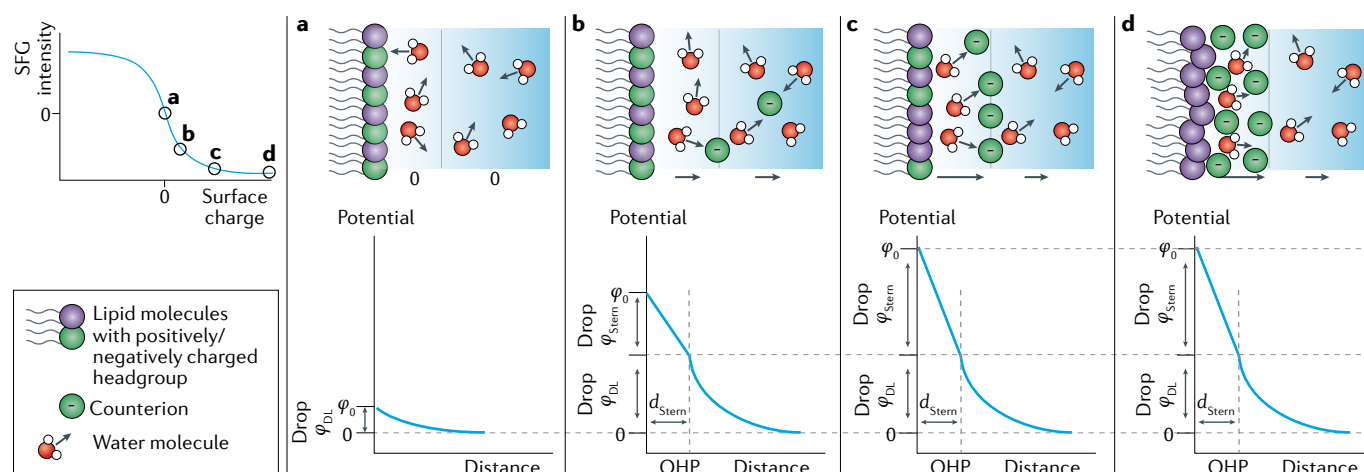 SFG
intensity
0
a
b
c
d
0
Surface
charge
Lipid molecules
with positively/
negatively charged
headgroup
−
Counterion
Water molecule
a
0
0
Potential
Drop
φDL
φ0
0
Distance
b
−
−
Drop
φStern
φ0
Drop
φDL
0
dStern
OHP
Distance
c
−
−
−
−
Potential
φ0
Drop
φStern
Drop
φDL
0
dStern
OHP
Distance
d
−
−
−
−
−
−
−
−
Potential
φ0
Drop
φStern
Drop
φDL
0
dStern
OHP
Distance